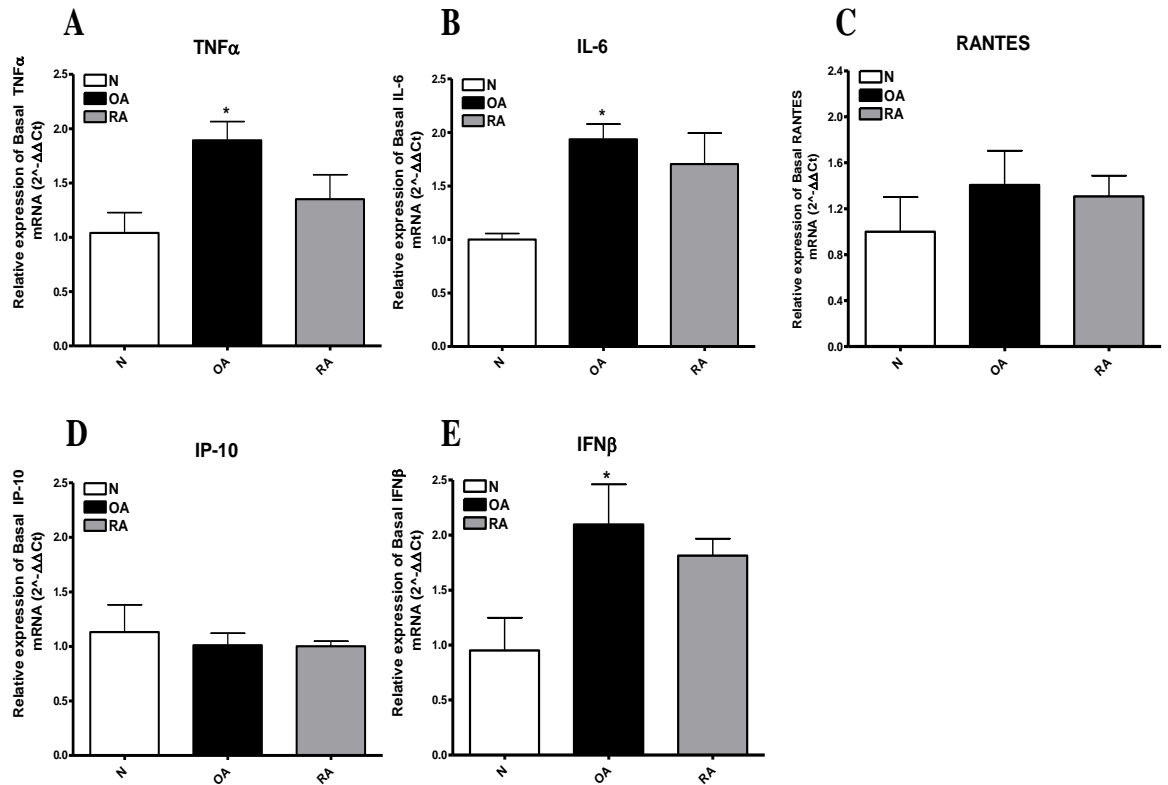 A
TNFα
Relative expression of Basal TNFα
mRNA (2^-ΔΔCt)
2.5
2.0
1.5
1.0
0.5
0.0
N
OA
RA
*
N
OA
RA
B
IL-6
Relative expression of Basal IL-6
mRNA (2^-ΔΔCt)
2.5
2.0
1.5
1.0
0.5
0.0
N
OA
RA
*
N
OA
RA
C
RANTES
Relative expression of Basal RANTES
mRNA (2^-ΔΔCt)
2.4
2.0
1.6
1.2
0.8
0.4
0.0
N
OA
RA
N
OA
RA
D
IP-10
Relative expression of Basal IP-10
mRNA (2^-ΔΔCt)
2.5
2.0
1.5
1.0
0.5
0.0
N
OA
RA
N
OA
RA
E
IFNβ
Relative expression of Basal IFNβ
mRNA (2^-ΔΔCt)
2.5
2.0
1.5
1.0
0.5
0.0
N
OA
RA
*
N
OA
RA